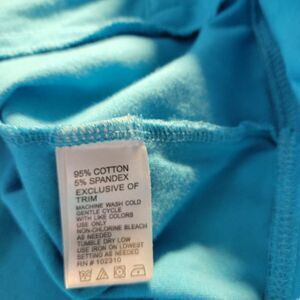 95% COTTON
5% SPANDEX
EXCLUSIVE OF
TRIM
MACHINE WASH COLD
GENTLE CYCLE
WITH LIKE COLORS
USE ONLY
NON-CHLORINE BLEACH
AS NEEDED
TUMBLE DRY LOW
USE IRON ON LOWEST
SETTING AS NEEDED
RN # 102310